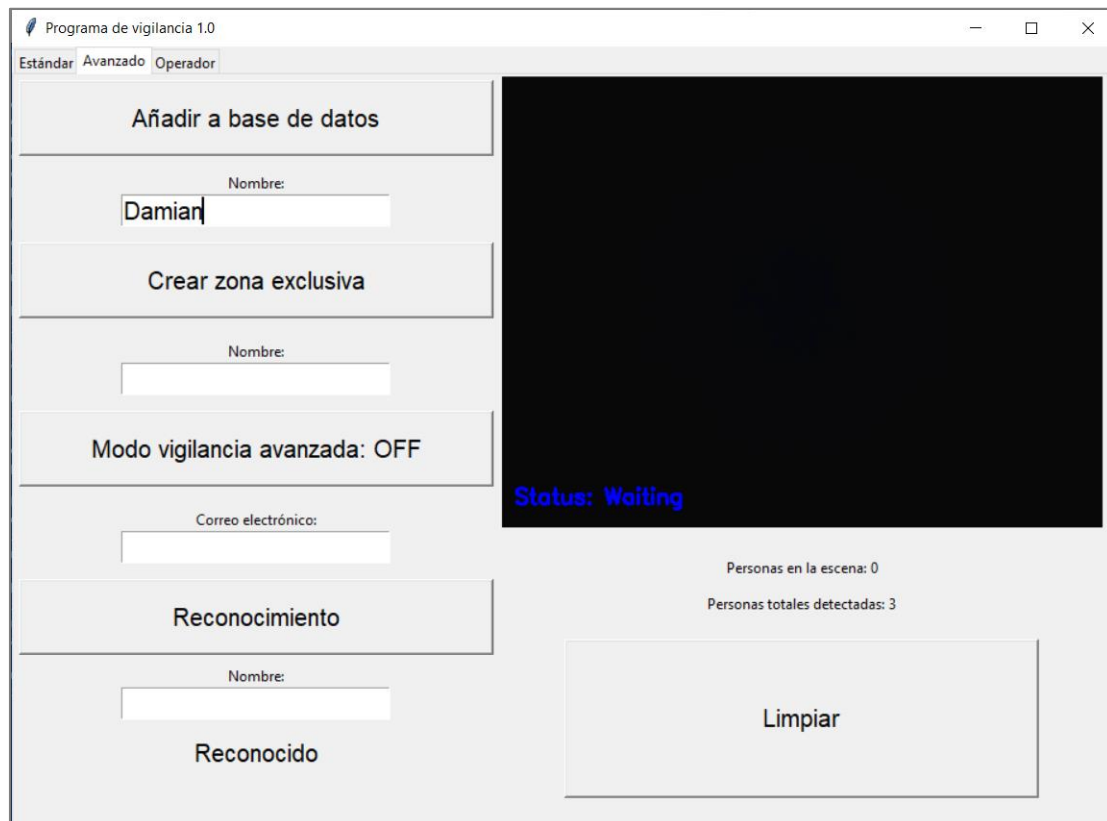 Programa de vigilancia 1.0
Estándar Avanzado Operador
Añadir a base de datos
Nombre:
Damian
Crear zona exclusiva
Nombre:
Modo vigilancia avanzada: OFF
Correo electrónico:
Reconocimiento
Nombre:
Reconocido
Status: Waiting
Personas en la escena: 0
Personas totales detectadas: 3
Limpiar